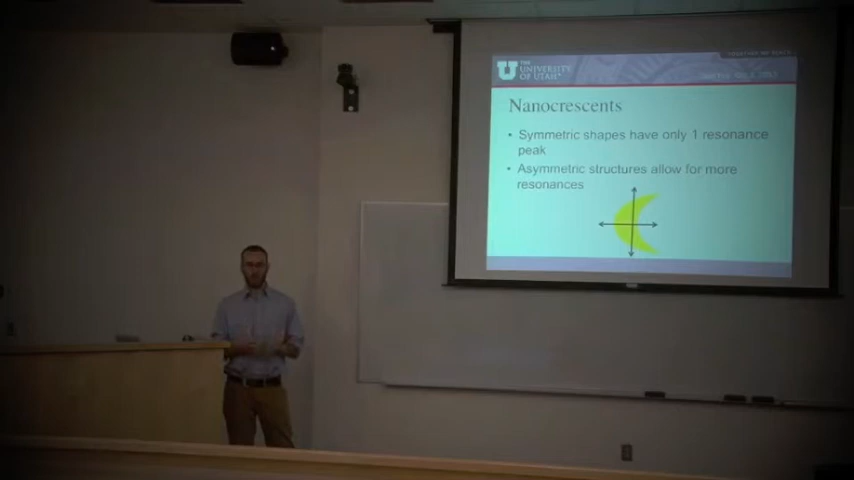 THE
UNIVERSITY
OF UTAH
Nanocrescents
• Symmetric shapes have only 1 resonance
peak
• Asymmetric structures allow for more
resonances